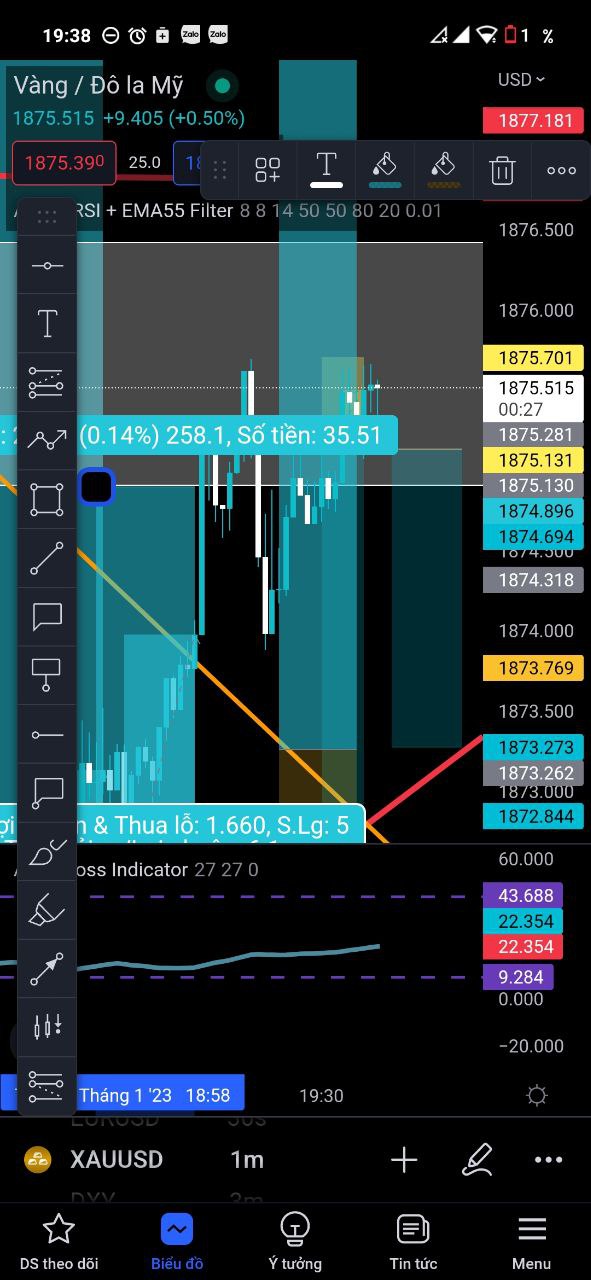 19:38
Zalo Zalo
1 %
Vàng / Đô la Mỹ
USD
1875.515 +9.405 (+0.50%)
1877.181
1875.390
25.0
RSI + EMA55 Filter 8 8 14 50 50 80 20 0.01
1876.500
1876.000
1875.701
1875.515
00:27
(0.14%) 258.1, Số tiền: 35.51
1875.281
1875.131
1875.130
1874.896
1874.694
1874.500
1874.318
1874.000
1873.769
1873.500
1873.273
1873.262
1873.000
1872.844
& Thua lỗ: 1.660, S.Lg: 5
60.000
Indicator 27 27 0
43.688
22.354
22.354
9.284
0.000
−20.000
Tháng 1 '23 18:58
19:30
EURUSD
30s
XAUUSD
1m
DXY
3m
DS theo dõi
Biểu đồ
Ý tưởng
Tin tức
Menu